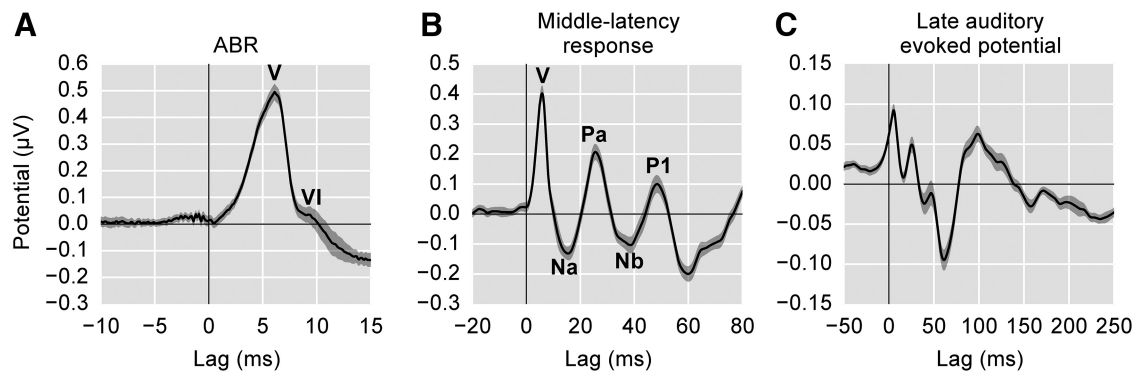 A
ABR
V
VI
0.6
0.5
0.4
0.3
0.2
0.1
0.0
−0.1
−0.2
−0.3
Potential (µV)
−10 −5 0 5 10 15
Lag (ms)
B
Middle-latency
response
V
Pa
P1
Na
Nb
0.5
0.4
0.3
0.2
0.1
0.0
−0.1
−0.2
−0.3
−20 0 20 40 60 80
Lag (ms)
C
Late auditory
evoked potential
0.15
0.10
0.05
0.00
−0.05
−0.10
−0.15
−50 0 50 100 150 200 250
Lag (ms)